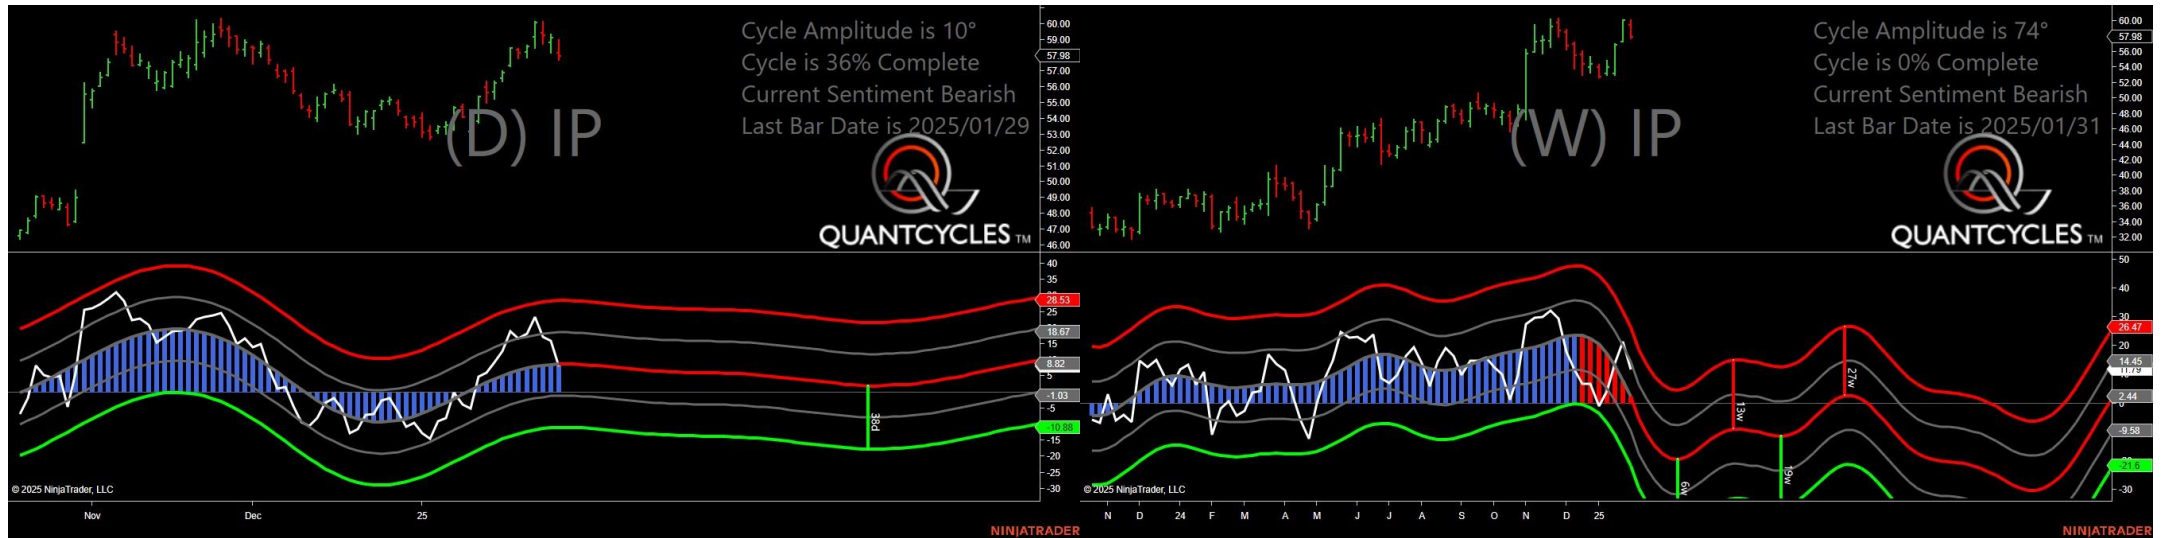 Cycle Amplitude is 10°
Cycle is 36% Complete
Current Sentiment Bearish
Last Bar Date is 2025/01/29
(D) IP
QUANTCYCLES TM
60.00
59.00
57.98
57.00
56.00
55.00
54.00
53.00
52.00
51.00
50.00
49.00
48.00
47.00
46.00
40
35
28.53
25
18.67
15
8.82
5
-1.03
-5
-10.88
-15
-20
-25
-30
38d
© 2025 NinjaTrader, LLC
Nov
Dec
25
NINJATRADER
Cycle Amplitude is 74°
Cycle is 0% Complete
Current Sentiment Bearish
Last Bar Date is 2025/01/31
(W) IP
QUANTCYCLES TM
60.00
57.98
56.00
54.00
52.00
50.00
48.00
46.00
44.00
42.00
40.00
38.00
36.00
34.00
32.00
50
40
30
26.47
20
14.45
11.79
2.44
-9.58
-21.6
-30
6w
13w
19w
27w
© 2025 NinjaTrader, LLC
N D 24 F M A M J J A S O N D 25
NINJATRADER